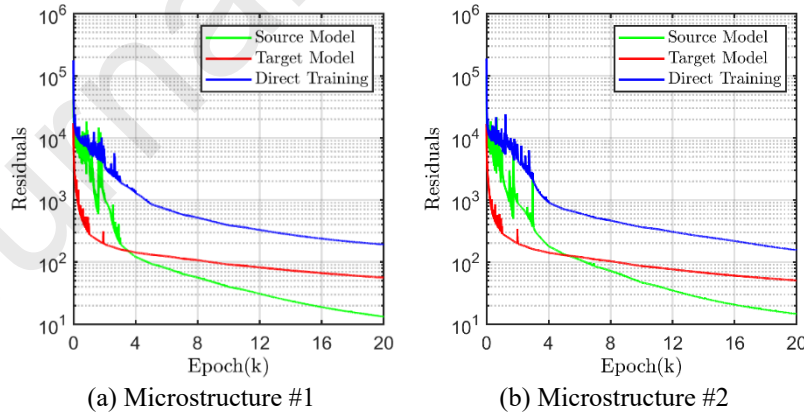 Source Model
Target Model
Direct Training
Residuals
10^6
10^5
10^4
10^3
10^2
10^1
0 4 8 12 16 20
Epoch(k)
(a) Microstructure #1
Source Model
Target Model
Direct Training
Residuals
10^6
10^5
10^4
10^3
10^2
10^1
0 4 8 12 16 20
Epoch(k)
(b) Microstructure #2